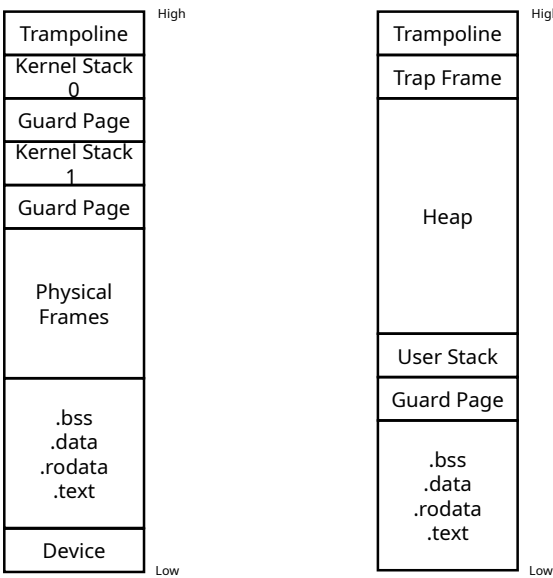 High
Trampoline
Kernel Stack
0
Guard Page
Kernel Stack
1
Guard Page
Physical
Frames
.bss
.data
.rodata
.text
Device
Low
High
Trampoline
Trap Frame
Heap
User Stack
Guard Page
.bss
.data
.rodata
.text
Low